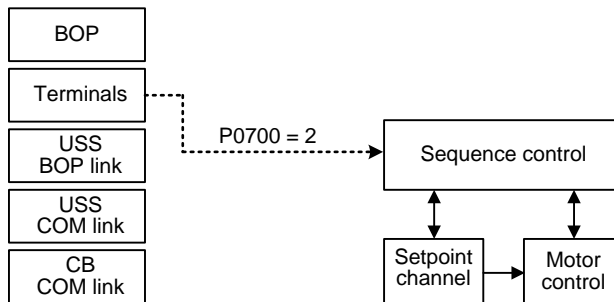 BOP
Terminals
USS
BOP link
USS
COM link
CB
COM link
P0700 = 2
Sequence control
Setpoint
channel
Motor
control